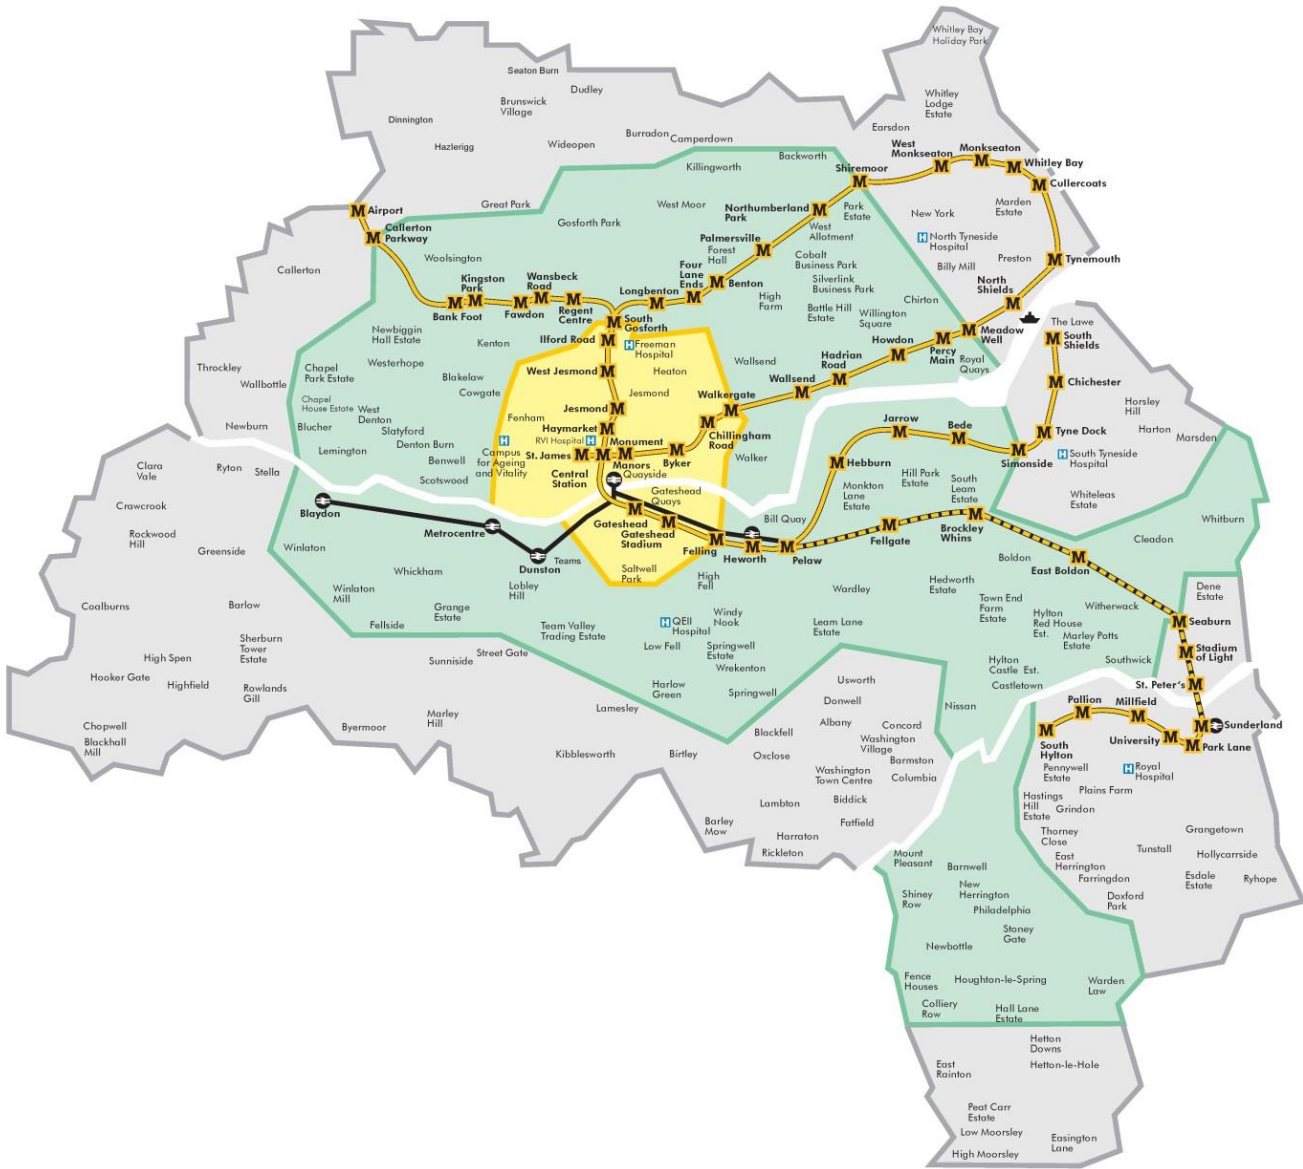 Whitley Bay
Holiday Park
Seaton Burn
Dudley
Brunswick
Village
Whitley
Lodge
Estate
Dinnington
Earsdon
Burradon
Camperdown
Hazlerigg
Wideopen
West
Monkseaton
Monkseaton
Backworth
Whitley Bay
Killingworth
Shiremoor
Cullercoats
M Airport
Great Park
West Moor
Northumberland
Park
Park
Estate
Marden
Estate
New York
Callerton
Parkway
Gosforth Park
West
Allotment
H North Tyneside
Hospital
Palmersville
Forest
Hall
Woolsington
Callerton
Cobalt
Business Park
Preston
Tynemouth
Billy Mill
Kingston
Park
Wansbeck
Road
Four
Lane
Ends
Longbenton
Benton
Silverlink
Business Park
North
Shields
High
Farm
Chirton
Bank Foot
Fawdon
Regent
Centre
Battle Hill
Estate
Willington
Square
South
Gosforth
The Lawe
Newbiggin
Hall Estate
Ilford Road
H Freeman
Hospital
Kenton
Howdon
Percy
Main
Meadow
Well
South
Shields
Westerhope
Hadrian
Road
Wallsend
Royal
Quays
Throckley
Chapel
Park Estate
West Jesmond
Heaton
Wallbottle
Blakelaw
Wallsend
Chichester
Cowgate
Jesmond
Walkergate
Chapel
House Estate
West
Denton
Jesmond
Horsley
Hill
Fenham
Newburn
Blucher
Slatyford
Haymarket
Chillingham
Road
Jarrow
Bede
Tyne Dock
Harton
Marsden
Denton Burn
H
Campus
for Ageing
and Vitality
RVI Hospital H
Monument
Lemington
St. James
Manors
Byker
Walker
Simonside
H South Tyneside
Hospital
Clara
Vale
Ryton
Stella
Benwell
Hebburn
Scotswood
Central
Station
Quayside
Hill Park
Estate
South
Leam
Estate
Monkton
Lane
Estate
Gateshead
Quays
Whiteleas
Estate
Crawcrook
Blaydon
Bill Quay
Whitburn
Rockwood
Hill
Metrocentre
Gateshead
Gateshead
Stadium
Fellgate
Brockley
Whins
Cleadon
Greenside
Winlaton
Felling
Heworth
Pelaw
Boldon
East Boldon
Dunston
Teams
Whickham
Saltwell
Park
High
Fell
Lobley
Hill
Winlaton
Mill
Wardley
Hedworth
Estate
Dene
Estate
Coalburns
Barlow
Grange
Estate
Town End
Farm
Estate
Witherwack
Fellside
Team Valley
Trading Estate
H QEII
Hospital
Windy
Nook
Leam Lane
Estate
Hylton
Red House
Est.
Seaburn
Marley Potts
Estate
Sherburn
Tower
Estate
Low Fell
Springwell
Estate
Stadium
of Light
High Spen
Sunniside
Street Gate
Wrekenton
Hylton
Castle Est.
Southwick
Hooker Gate
Highfield
Rowlands
Gill
Harlow
Green
Springwell
Usworth
Castletown
St. Peter's
Donwell
Lamesley
Nissan
Pallion
Millfield
Chopwell
Marley
Hill
Byermoor
Albany
Concord
Sunderland
Blackfell
Washington
Village
South
Hylton
University
Park Lane
Blackhall
Mill
Kibblesworth
Birtley
Oxclose
Barmston
Washington
Town Centre
Columbia
Pennywell
Estate
H Royal
Hospital
Plains Farm
Hastings
Hill
Estate
Lambton
Biddick
Grindon
Barley
Mow
Fatfield
Harraton
Thorney
Close
Grangetown
Rickleton
Mount
Pleasant
East
Herrington
Tunstall
Hollycarrside
Barnwell
Farringdon
Esdale
Estate
Ryhope
Shiney
Row
New
Herrington
Doxford
Park
Philadelphia
Stoney
Gate
Newbottle
Fence
Houses
Houghton-le-Spring
Warden
Law
Colliery
Row
Hall Lane
Estate
Hetton
Downs
East
Rainton
Hetton-le-Hole
Peat Carr
Estate
Low Moorsley
Easington
Lane
High Moorsley